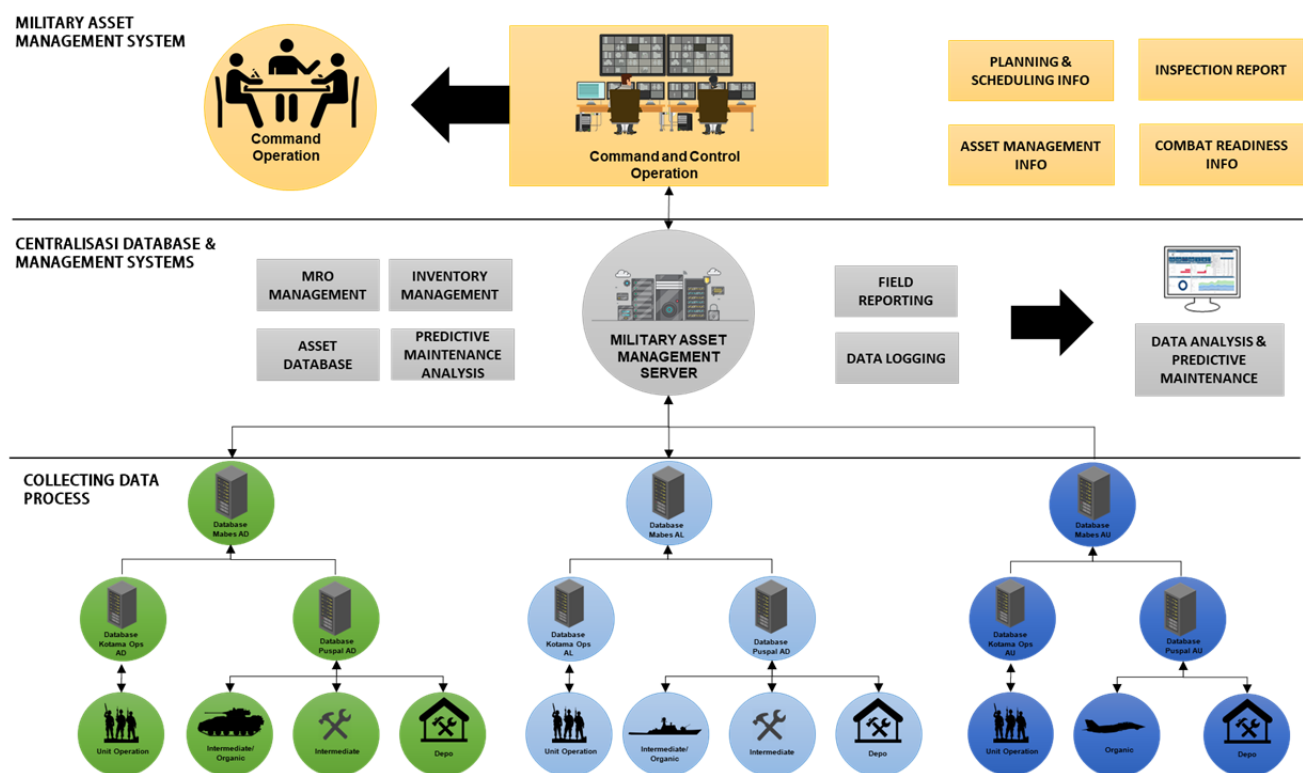 MILITARY ASSET
MANAGEMENT SYSTEM
Command
Operation
Command and Control
Operation
PLANNING &
SCHEDULING INFO
INSPECTION REPORT
ASSET MANAGEMENT
INFO
COMBAT READINESS
INFO
CENTRALISASI DATABASE &
MANAGEMENT SYSTEMS
MRO
MANAGEMENT
INVENTORY
MANAGEMENT
ASSET
DATABASE
PREDICTIVE
MAINTENANCE
ANALYSIS
MILITARY ASSET
MANAGEMENT
SERVER
FIELD
REPORTING
DATA LOGGING
DATA ANALYSIS &
PREDICTIVE
MAINTENANCE
COLLECTING DATA
PROCESS
Database
Mabes AD
Database
Mabes AL
Database
Mabes AU
Database
Kotama Ops
AD
Database
Puspal AD
Database
Kotama Ops
AL
Database
Puspal AD
Database
Kotama Ops
AU
Database
Puspal AU
Unit Operation
Intermediate/
Organic
Intermediate
Depo
Unit Operation
Intermediate/
Organic
Intermediate
Depo
Unit Operation
Organic
Depo